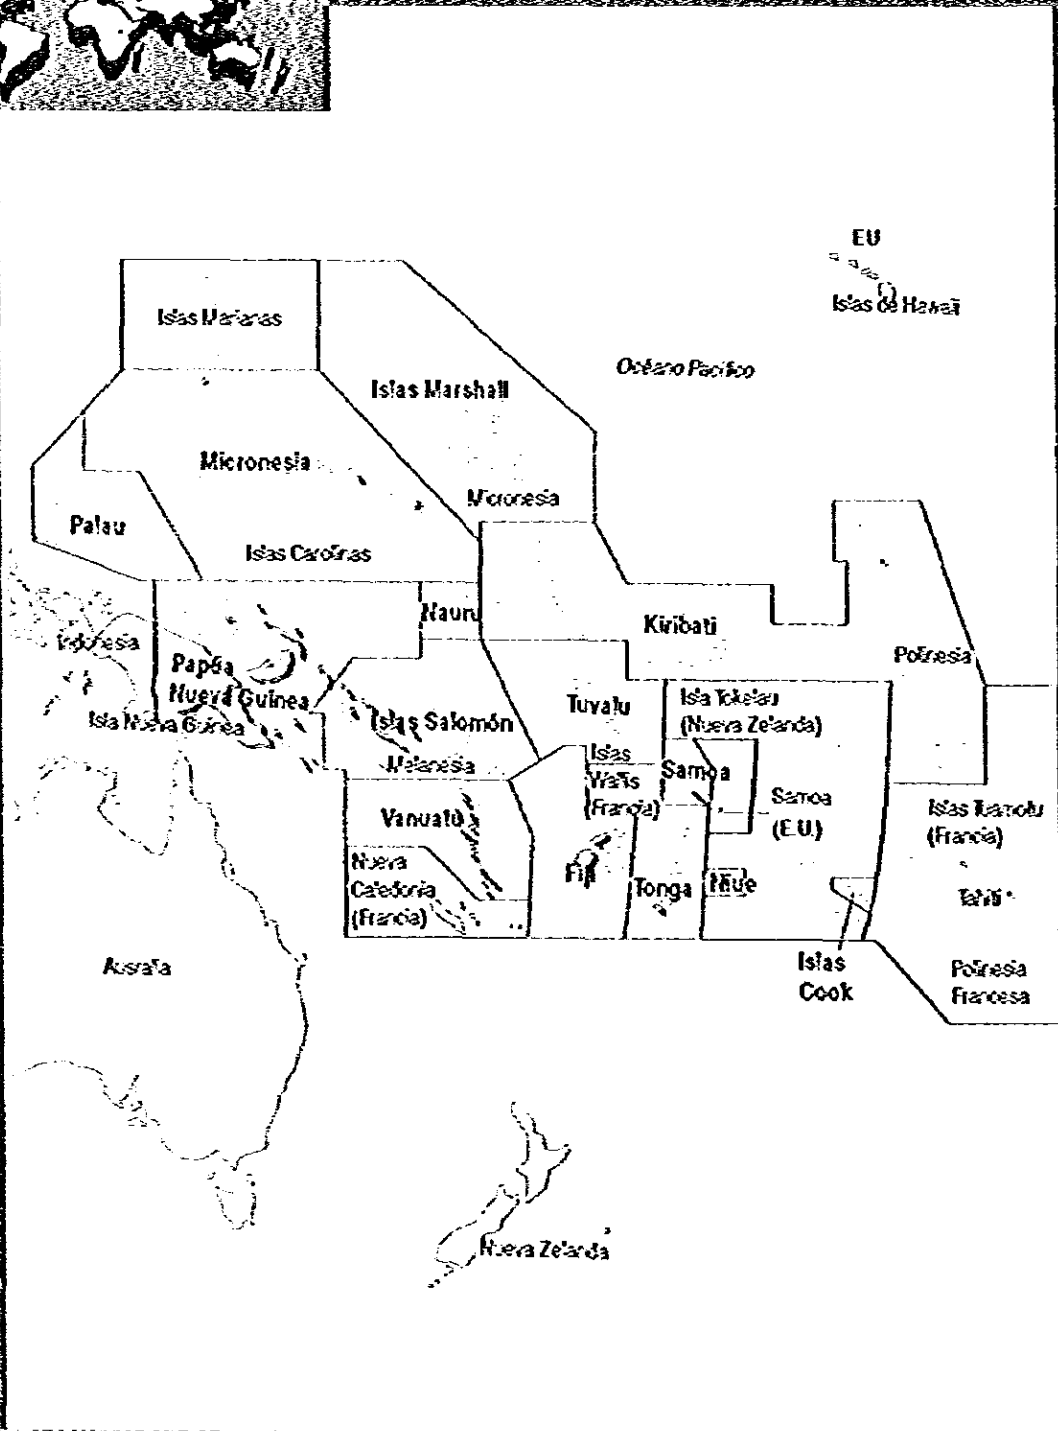 EU
Islas de Hawaii
Islas Marianas
Océano Pacífico
Islas Marshall
Micronesia
Micronesia
Palau
Islas Carolinas
Nauru
Kiribati
Indonesia
Papúa
Nueva Guinea
Polinesia
Isla Nueva Guinea
Islas Salomón
Tuvalu
Isla Tokelau
(Nueva Zelanda)
Melanesia
Islas
Wallis
(Francia)
Samoa
Samoa
(E.U.)
Islas Tuamotu
(Francia)
Vanuatu
Nueva
Caledonia
(Francia)
Fiji
Tonga
Niue
Tahití
Australia
Islas
Cook
Polinesia
Francesa
Nueva Zelanda